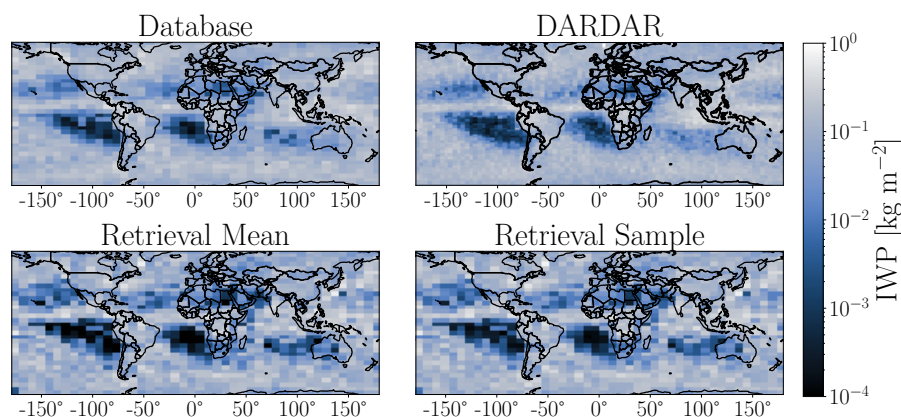 Database
DARDAR
-150° -100° -50° 0° 50° 100° 150°
-150° -100° -50° 0° 50° 100° 150°
Retrieval Mean
Retrieval Sample
-150° -100° -50° 0° 50° 100° 150°
-150° -100° -50° 0° 50° 100° 150°
10⁰
10⁻¹
10⁻²
10⁻³
10⁻⁴
IWP [kg m⁻²]